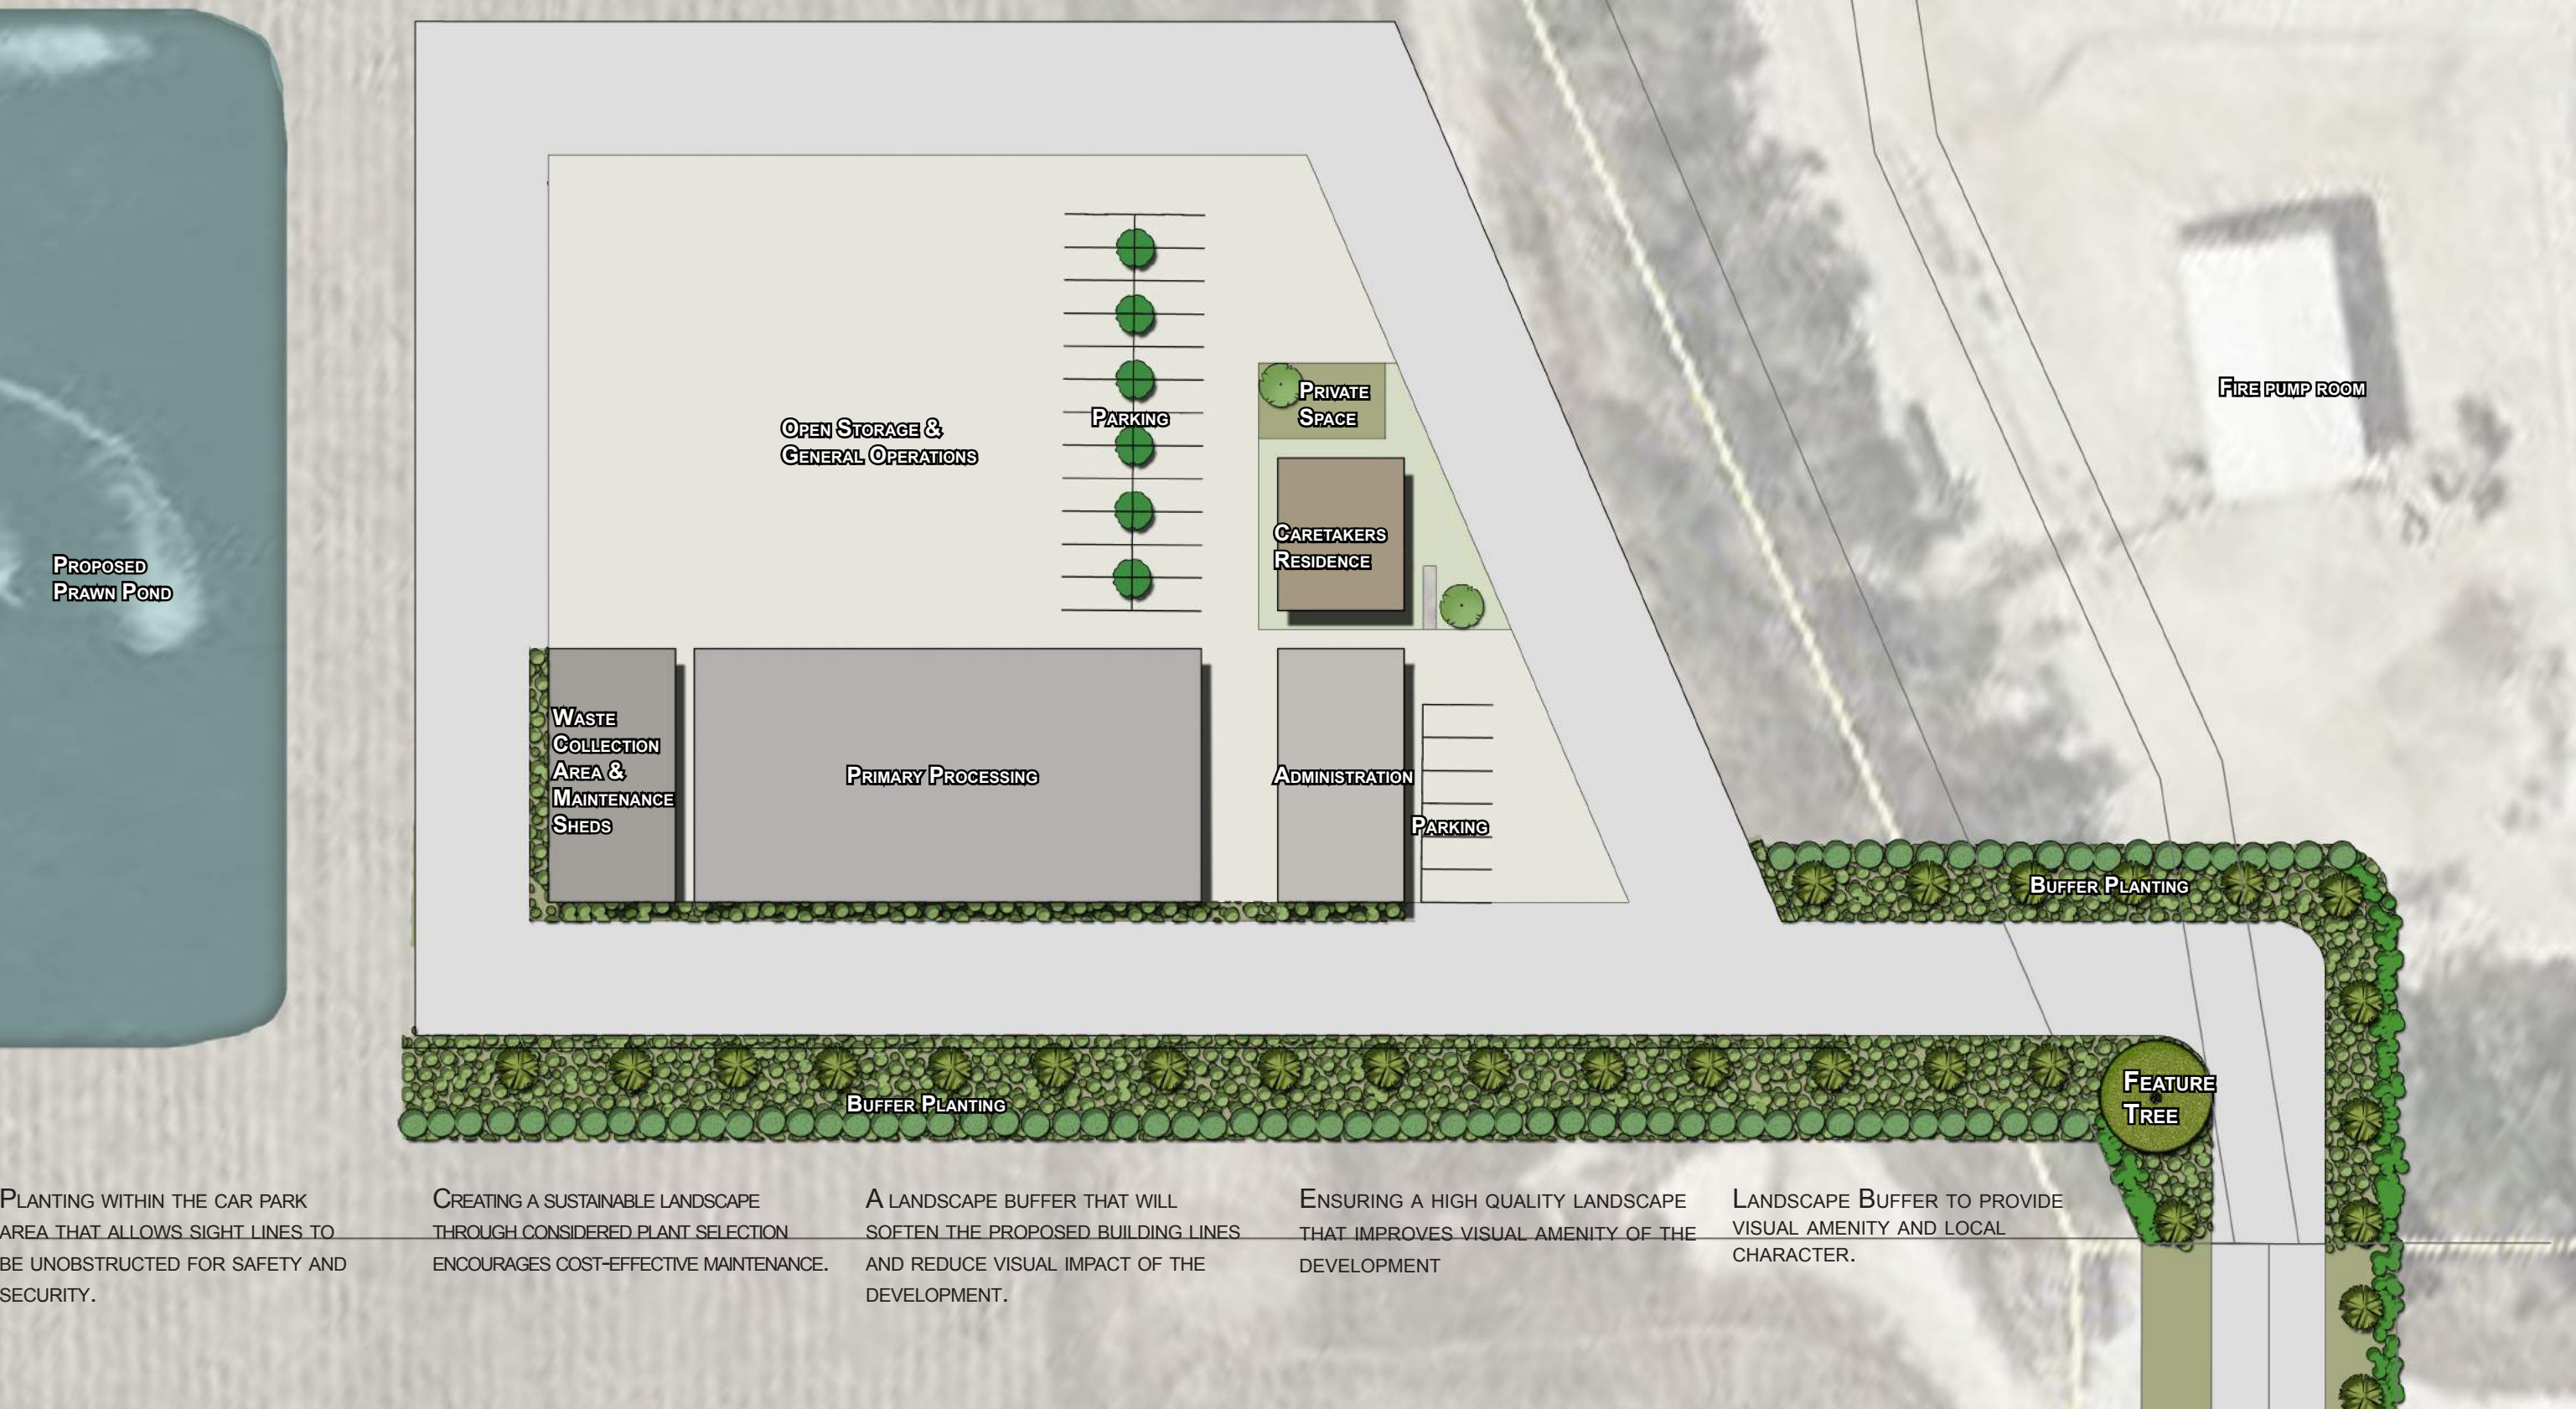 Open Storage &
General Operations
Parking
Private
Space
Fire pump room
Caretakers
Residence
Proposed
Prawn Pond
Waste
Collection
Area &
Maintenance
Sheds
Primary Processing
Administration
Parking
Buffer Planting
Buffer Planting
Feature
Tree
Planting within the car park
area that allows sight lines to
be unobstructed for safety and
security.
Creating a sustainable landscape
through considered plant selection
encourages cost-effective maintenance.
A landscape buffer that will
soften the proposed building lines
and reduce visual impact of the
development.
Ensuring a high quality landscape
that improves visual amenity of the
development
Landscape Buffer to provide
visual amenity and local
character.